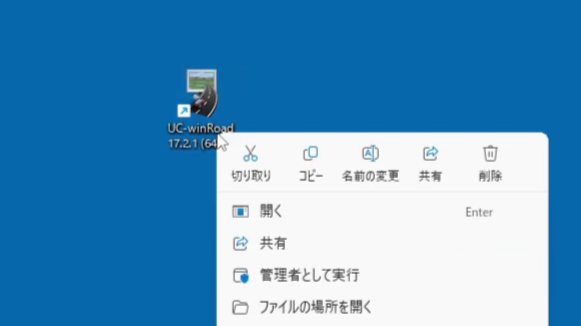 UC-winRoad
17.2.1 (64
切り取り
コピー
名前の変更
共有
削除
開く
Enter
共有
管理者として実行
ファイルの場所を開く